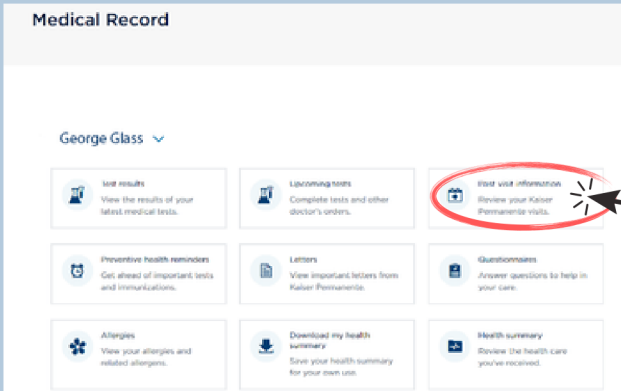 Medical Record
George Glass
Test results
View the results of your
latest medical tests.
Upcoming tests
Complete tests and other
doctor's orders.
Past visit information
Review your Kaiser
Permanente visits.
Preventive health reminders
Get ahead of important tests
and immunizations.
Letters
View important letters from
Kaiser Permanente.
Questionnaires
Answer questions to help in
your care.
Allergies
View your allergies and
related allergens.
Download my health
summary
Save your health summary
for your own use.
Health summary
Review the health care
you've received.